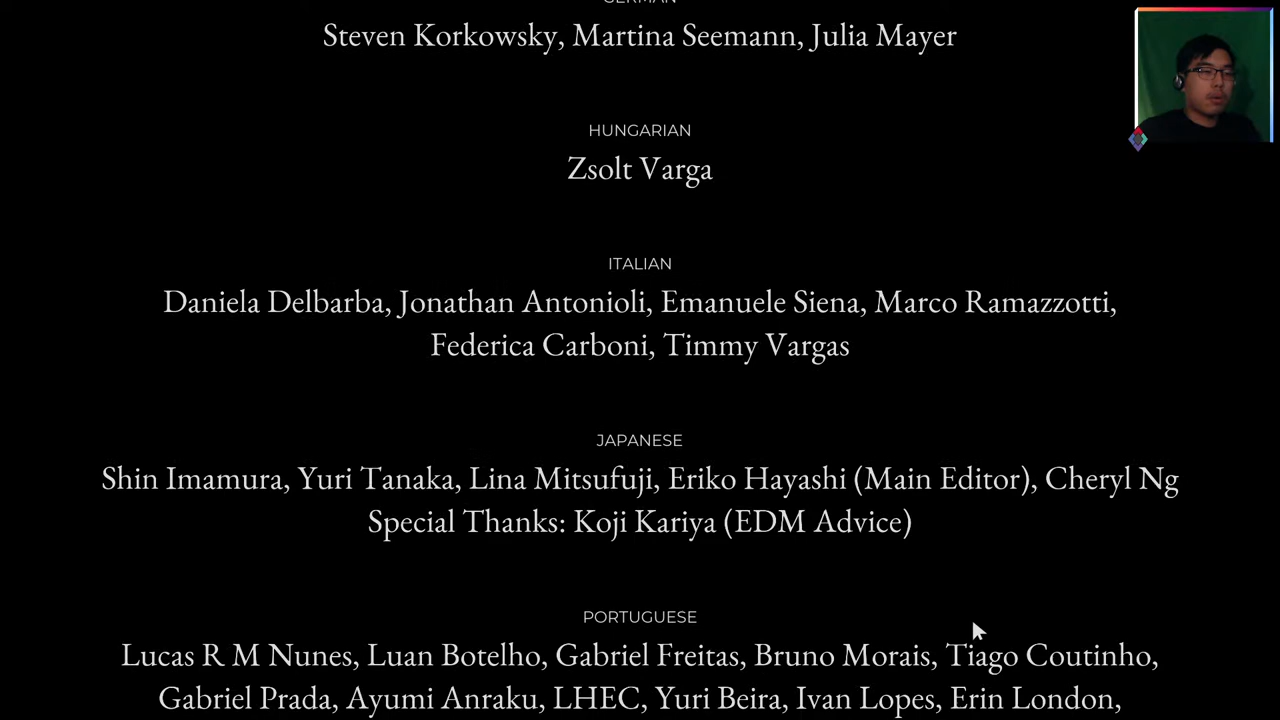 GERMAN
Steven Korkowsky, Martina Seemann, Julia Mayer
HUNGARIAN
Zsolt Varga
ITALIAN
Daniela Delbarba, Jonathan Antonioli, Emanuele Siena, Marco Ramazzotti,
Federica Carboni, Timmy Vargas
JAPANESE
Shin Imamura, Yuri Tanaka, Lina Mitsufuji, Eriko Hayashi (Main Editor), Cheryl Ng
Special Thanks: Koji Kariya (EDM Advice)
PORTUGUESE
Lucas R M Nunes, Luan Botelho, Gabriel Freitas, Bruno Morais, Tiago Coutinho,
Gabriel Prada, Ayumi Anraku, LHEC, Yuri Beira, Ivan Lopes, Erin London,